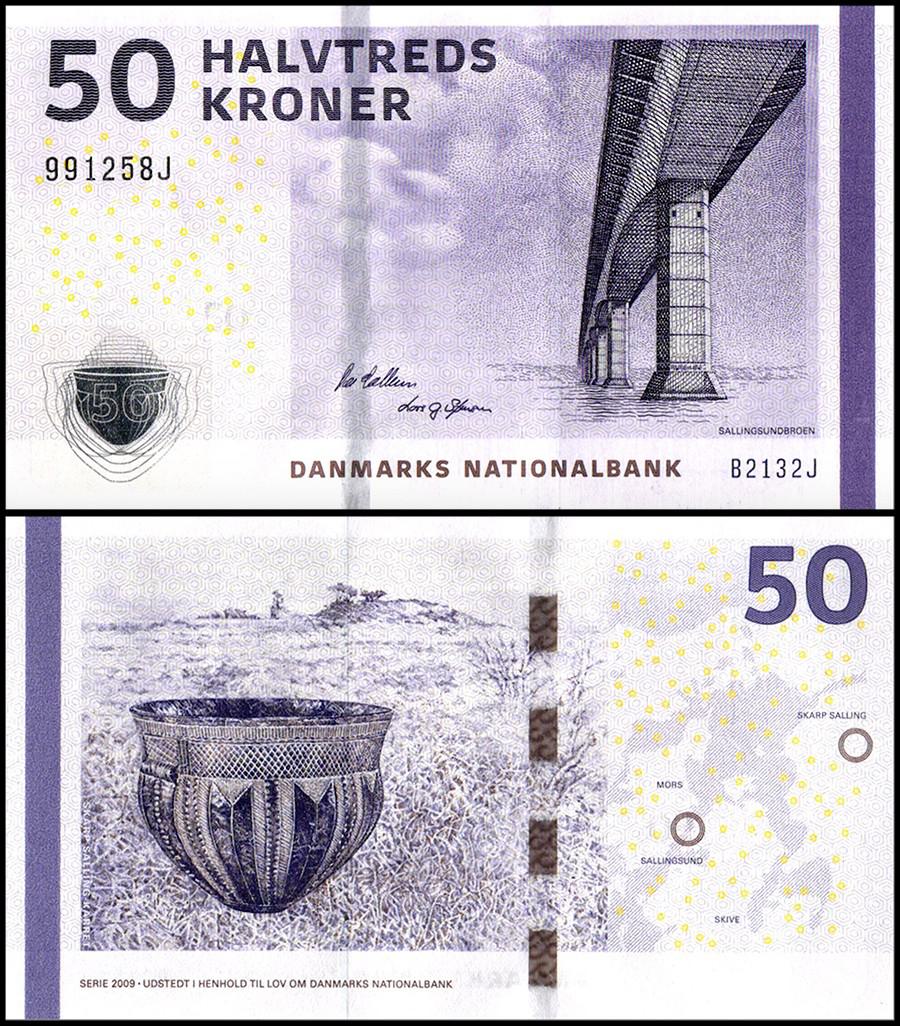 50 HALVTREDS
KRONER
991258J
50
SALLINGSUNDBROEN
DANMARKS NATIONALBANK B2132J
50
SKARP SALLING
MORS
SALLINGSUND
SKIVE
SERIE 2009 · UDSTEDT I HENHOLD TIL LOV OM DANMARKS NATIONALBANK